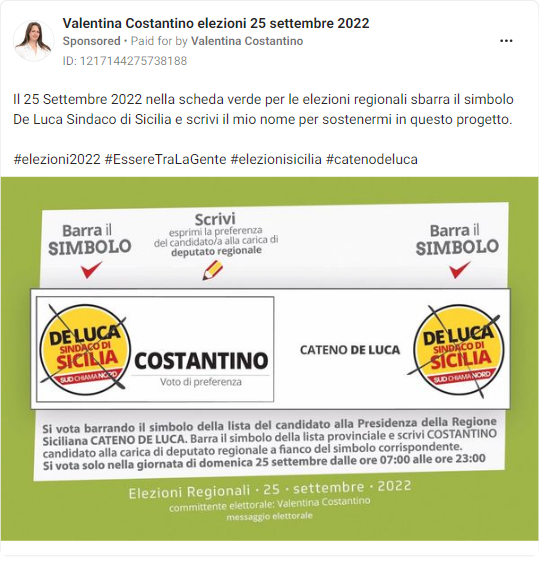 Valentina Costantino elezioni 25 settembre 2022
Sponsored • Paid for by Valentina Costantino
ID: 1217144275738188
Il 25 Settembre 2022 nella scheda verde per le elezioni regionali sbarra il simbolo
De Luca Sindaco di Sicilia e scrivi il mio nome per sostenermi in questo progetto.
#elezioni2022 #EssereTraLaGente #elezionisicilia #catenodeluca
Barra il
SIMBOLO
Scrivi
esprimi la preferenza
del candidato/a alla carica di
deputato regionale
Barra il
SIMBOLO
DE LUCA
SINDACO DI
SICILIA
SUD CHIAMA NORD
COSTANTINO
Voto di preferenza
CATENO DE LUCA
DE LUCA
SINDACO DI
SICILIA
SUD CHIAMA NORD
Si vota barrando il simbolo della lista del candidato alla Presidenza della Regione
Siciliana CATENO DE LUCA. Barra il simbolo della lista provinciale e scrivi COSTANTINO
candidato alla carica di deputato regionale a fianco del simbolo corrispondente.
Si vota solo nella giornata di domenica 25 settembre dalle ore 07:00 alle ore 23:00
Elezioni Regionali • 25 • settembre • 2022
committente elettorale: Valentina Costantino
messaggio elettorale